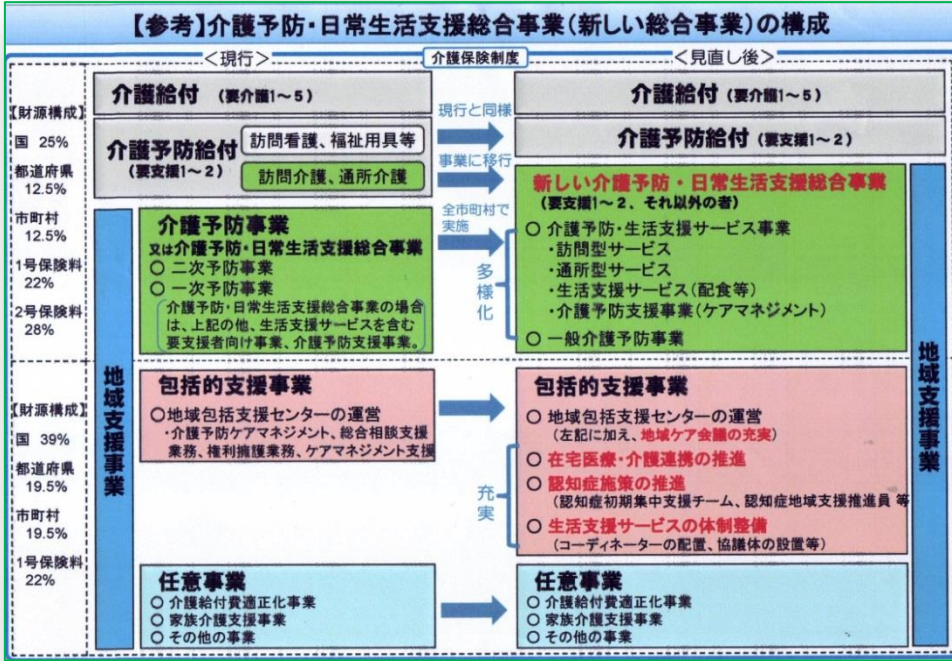 【参考】介護予防・日常生活支援総合事業(新しい総合事業)の構成
<現行>
介護保険制度
<見直し後>
【財源構成】
国 25%
都道府県
12.5%
市町村
12.5%
1号保険料
22%
2号保険料
28%
【財源構成】
国 39%
都道府県
19.5%
市町村
19.5%
1号保険料
22%
介護給付 (要介護1~5)
介護予防給付
(要支援1~2)
訪問看護、福祉用具等
訪問介護、通所介護
地域支援事業
介護予防事業
又は介護予防・日常生活支援総合事業
○ 二次予防事業
○ 一次予防事業
介護予防・日常生活支援総合事業の場合
は、上記の他、生活支援サービスを含む
要支援者向け事業、介護予防支援事業。
包括的支援事業
○地域包括支援センターの運営
・介護予防ケアマネジメント、総合相談支援
業務、権利擁護業務、ケアマネジメント支援
任意事業
○ 介護給付費適正化事業
○ 家族介護支援事業
○ その他の事業
現行と同様
事業に移行
全市町村で
実施
多様化
充実
介護給付 (要介護1~5)
介護予防給付(要支援1~2)
新しい介護予防・日常生活支援総合事業
(要支援1~2、それ以外の者)
○ 介護予防・生活支援サービス事業
・訪問型サービス
・通所型サービス
・生活支援サービス(配食等)
・介護予防支援事業(ケアマネジメント)
○ 一般介護予防事業
包括的支援事業
○ 地域包括支援センターの運営
(左記に加え、地域ケア会議の充実)
○ 在宅医療・介護連携の推進
○ 認知症施策の推進
(認知症初期集中支援チーム、認知症地域支援推進員 等
○ 生活支援サービスの体制整備
(コーディネーターの配置、協議体の設置等)
任意事業
○ 介護給付費適正化事業
○ 家族介護支援事業
○ その他の事業
地域支援事業